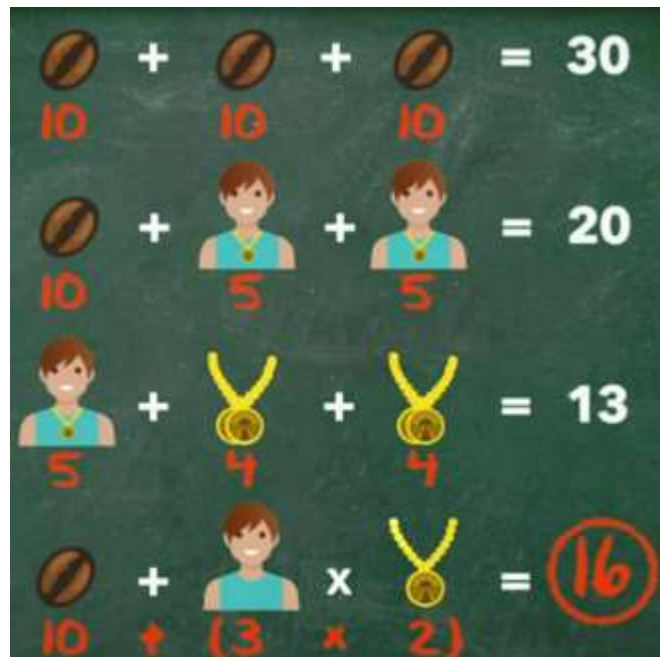 + + = 30
10 10 10
+ + = 20
10 5 5
+ + = 13
5 4 4
+ x = 16
10 + (3 x 2)